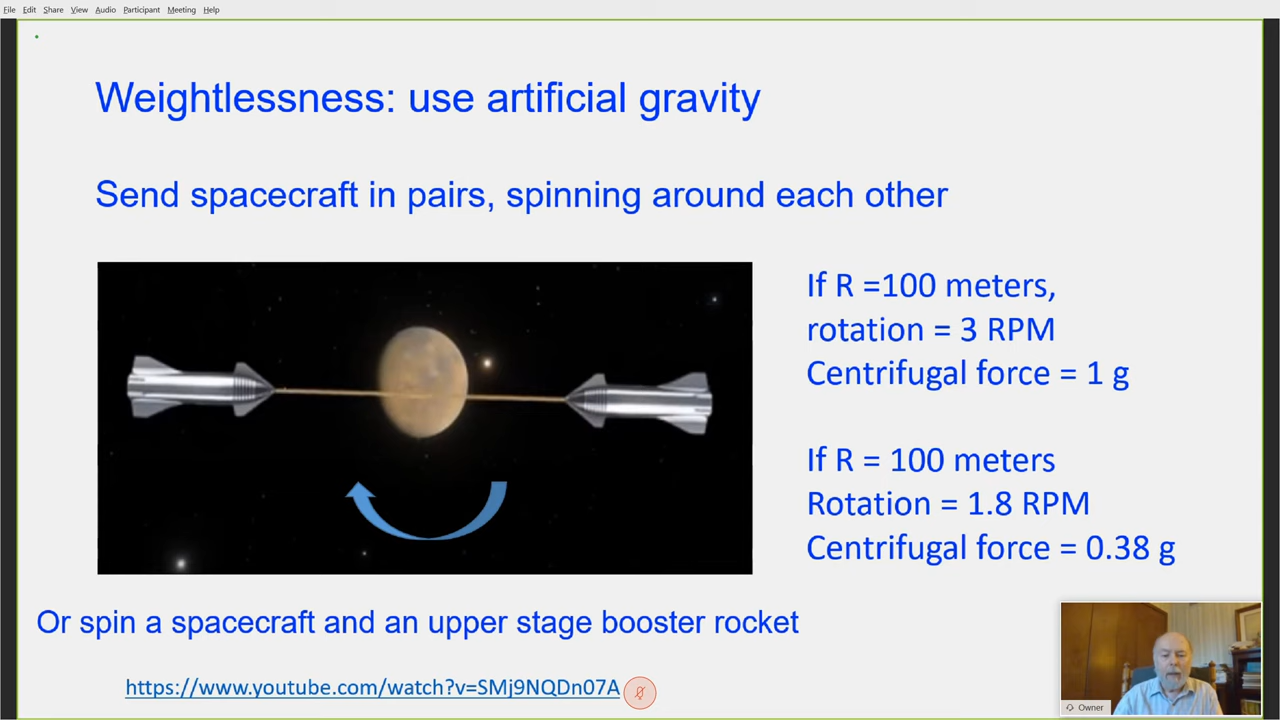 File Edit Share View Audio Participant Meeting Help
Weightlessness: use artificial gravity
Send spacecraft in pairs, spinning around each other
If R =100 meters,
rotation = 3 RPM
Centrifugal force = 1 g
If R = 100 meters
Rotation = 1.8 RPM
Centrifugal force = 0.38 g
Or spin a spacecraft and an upper stage booster rocket
https://www.youtube.com/watch?v=SMj9NQDn07A
Owner